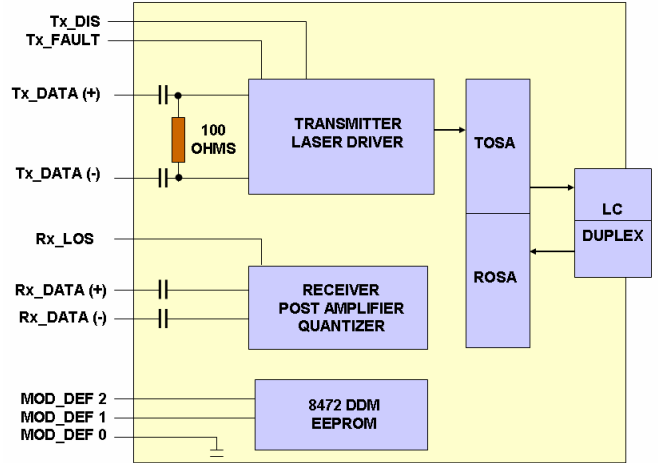 Tx_DIS
Tx_FAULT
Tx_DATA (+)
100
OHMS
Tx_DATA (-)
TRANSMITTER
LASER DRIVER
TOSA
LC
DUPLEX
ROSA
Rx_LOS
Rx_DATA (+)
Rx_DATA (-)
RECEIVER
POST AMPLIFIER
QUANTIZER
MOD_DEF 2
MOD_DEF 1
MOD_DEF 0
8472 DDM
EEPROM